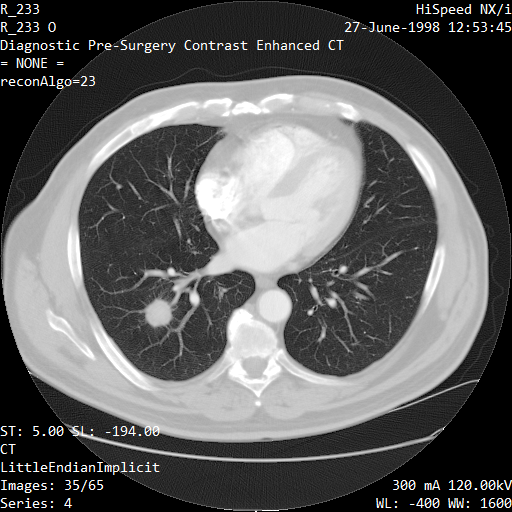 R_233
HiSpeed NX/i
R_233 O
27-June-1998 12:53:45
Diagnostic Pre-Surgery Contrast Enhanced CT
= NONE =
reconAlgo=23
ST: 5.00 SL: -194.00
CT
LittleEndianImplicit
Images: 35/65
300 mA 120.00kV
Series: 4
WL: -400 WW: 1600